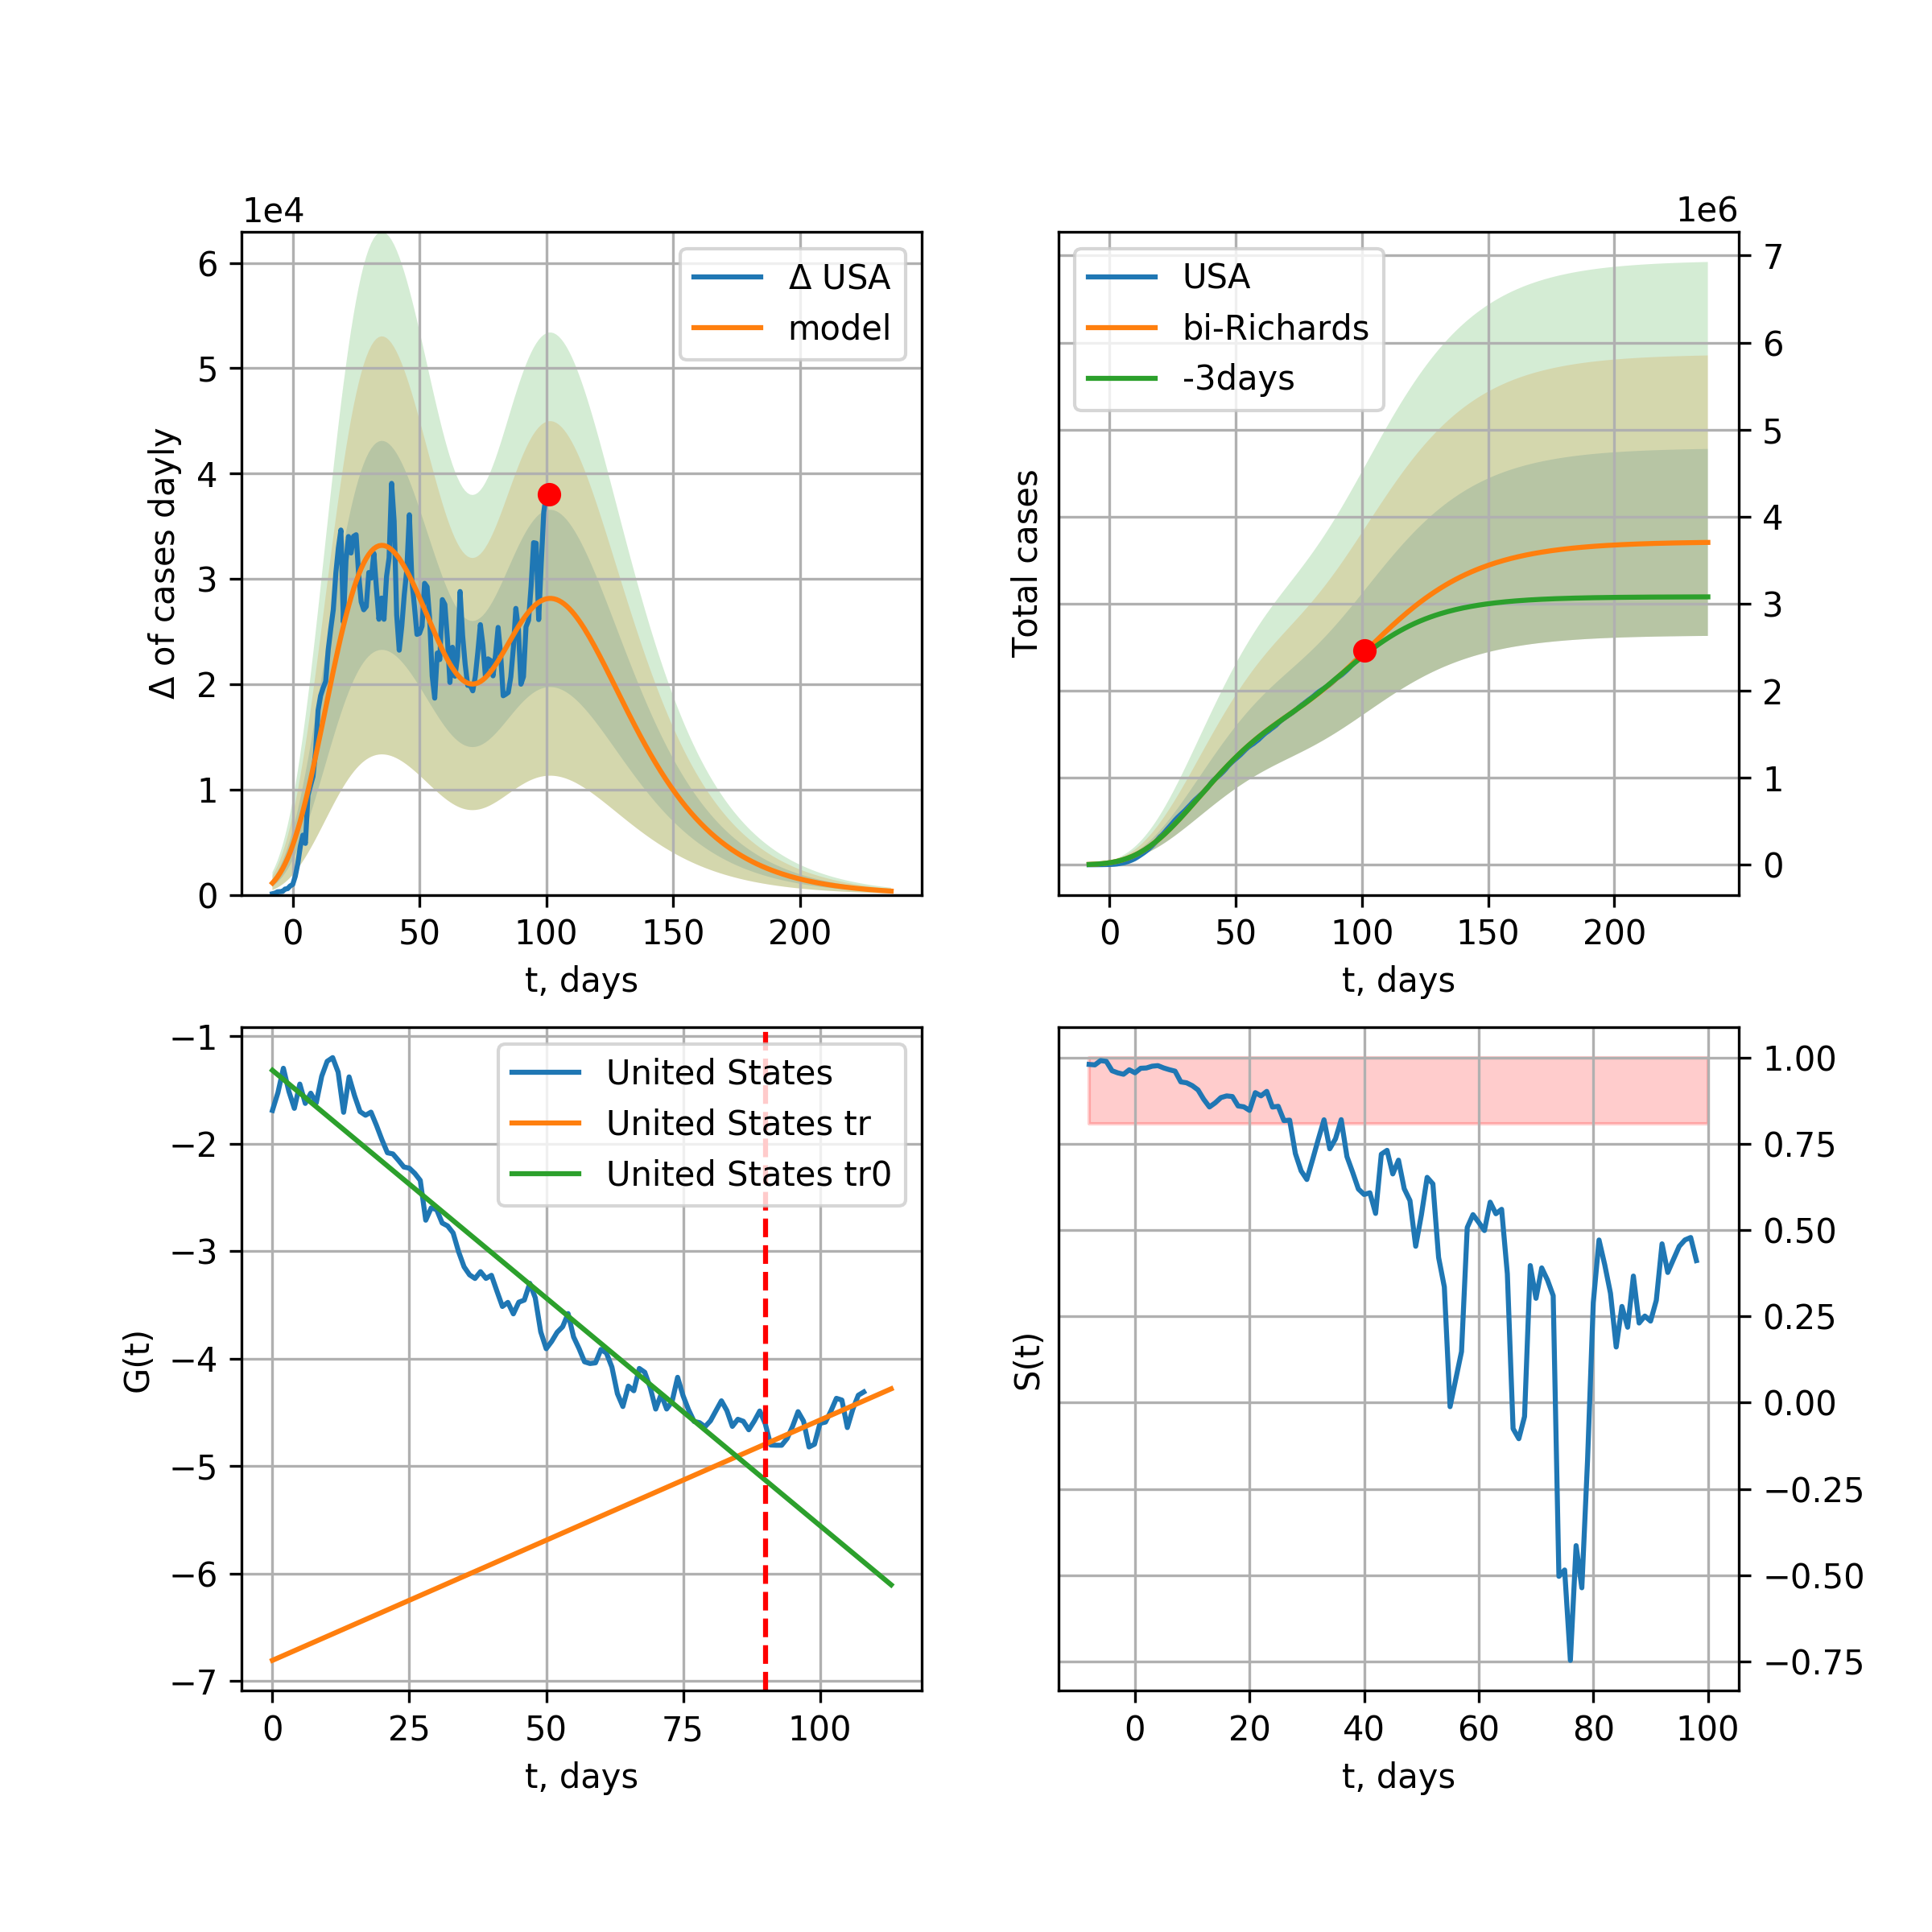 1e4
6
5
4
3
2
1
0
Δ of cases dayly
Δ USA
model
0 50 100 150 200
t, days
1e6
7
6
5
4
3
2
1
0
Total cases
USA
bi-Richards
-3days
0 50 100 150 200
t, days
−1
−2
−3
−4
−5
−6
−7
G(t)
United States
United States tr
United States tr0
0 25 50 75 100
t, days
1.00
0.75
0.50
0.25
0.00
−0.25
−0.50
−0.75
S(t)
0 20 40 60 80 100
t, days